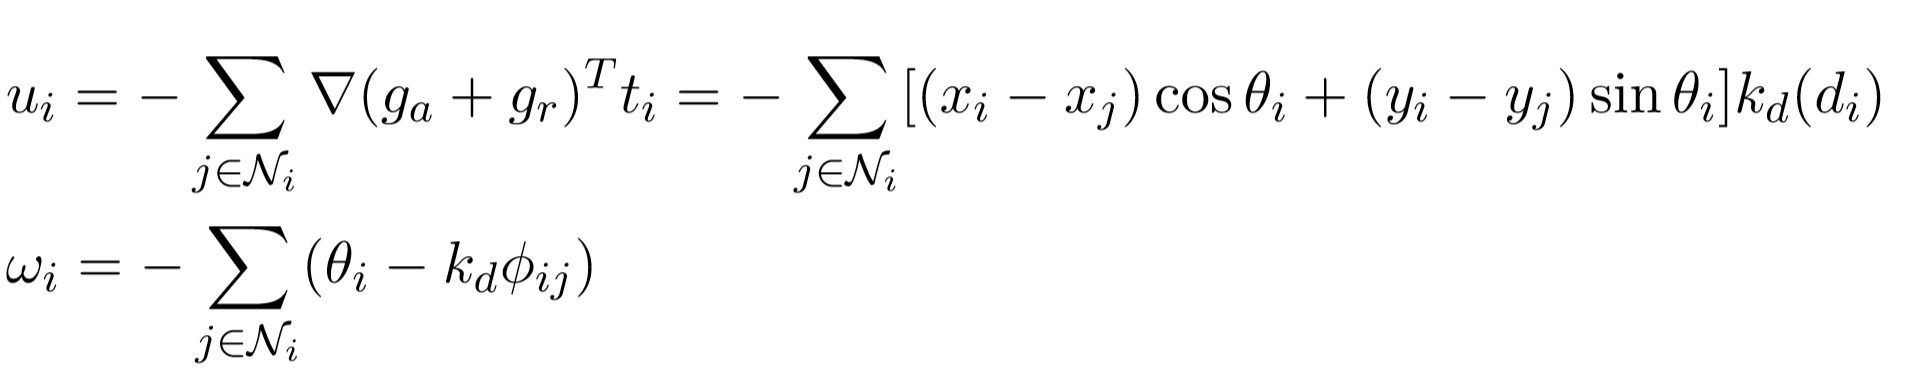 u_i = -\sum_{j \in \mathcal{N}_i} \nabla(g_a + g_r)^T t_i = -\sum_{j \in \mathcal{N}_i} [(x_i - x_j) \cos \theta_i + (y_i - y_j) \sin \theta_i] k_d(d_i)
\omega_i = -\sum_{j \in \mathcal{N}_i} (\theta_i - k_d \phi_{ij})